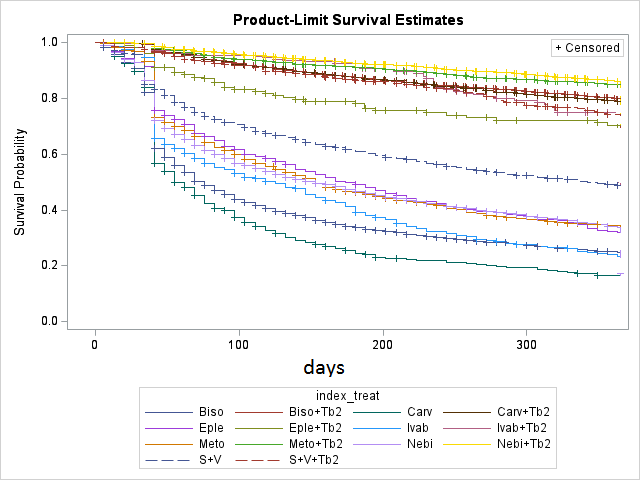 Product-Limit Survival Estimates
+ Censored
Survival Probability
1.0
0.8
0.6
0.4
0.2
0.0
0 100 200 300
days
index_treat
Biso Biso+Tb2 Carv Carv+Tb2
Eple Eple+Tb2 Ivab Ivab+Tb2
Meto Meto+Tb2 Nebi Nebi+Tb2
S+V S+V+Tb2